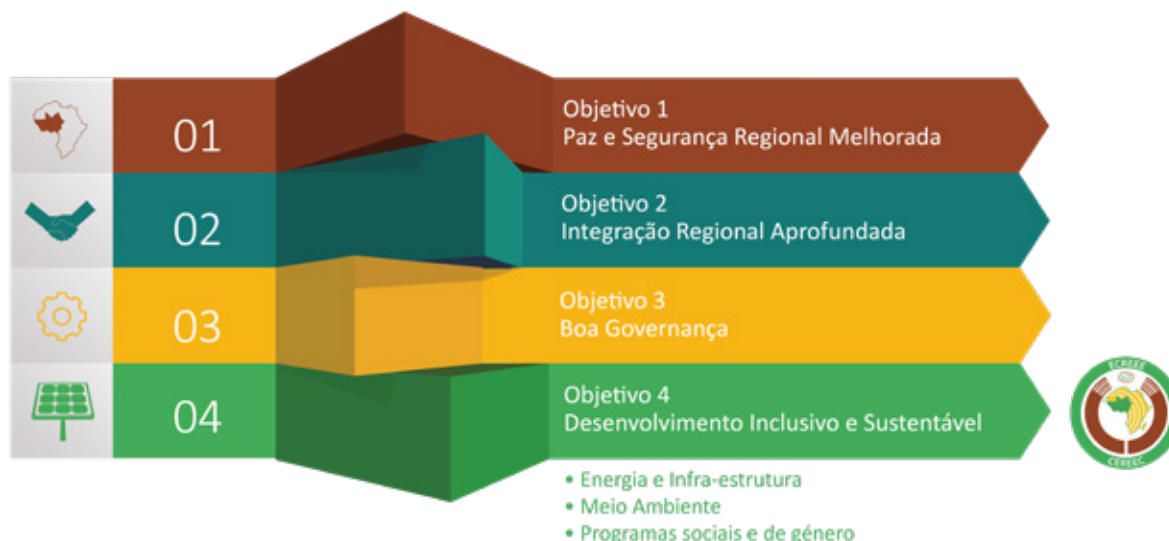 01
Objetivo 1
Paz e Segurança Regional Melhorada
02
Objetivo 2
Integração Regional Aprofundada
03
Objetivo 3
Boa Governança
04
Objetivo 4
Desenvolvimento Inclusivo e Sustentável
ECREEE
CEREEC
• Energia e Infra-estrutura
• Meio Ambiente
• Programas sociais e de género